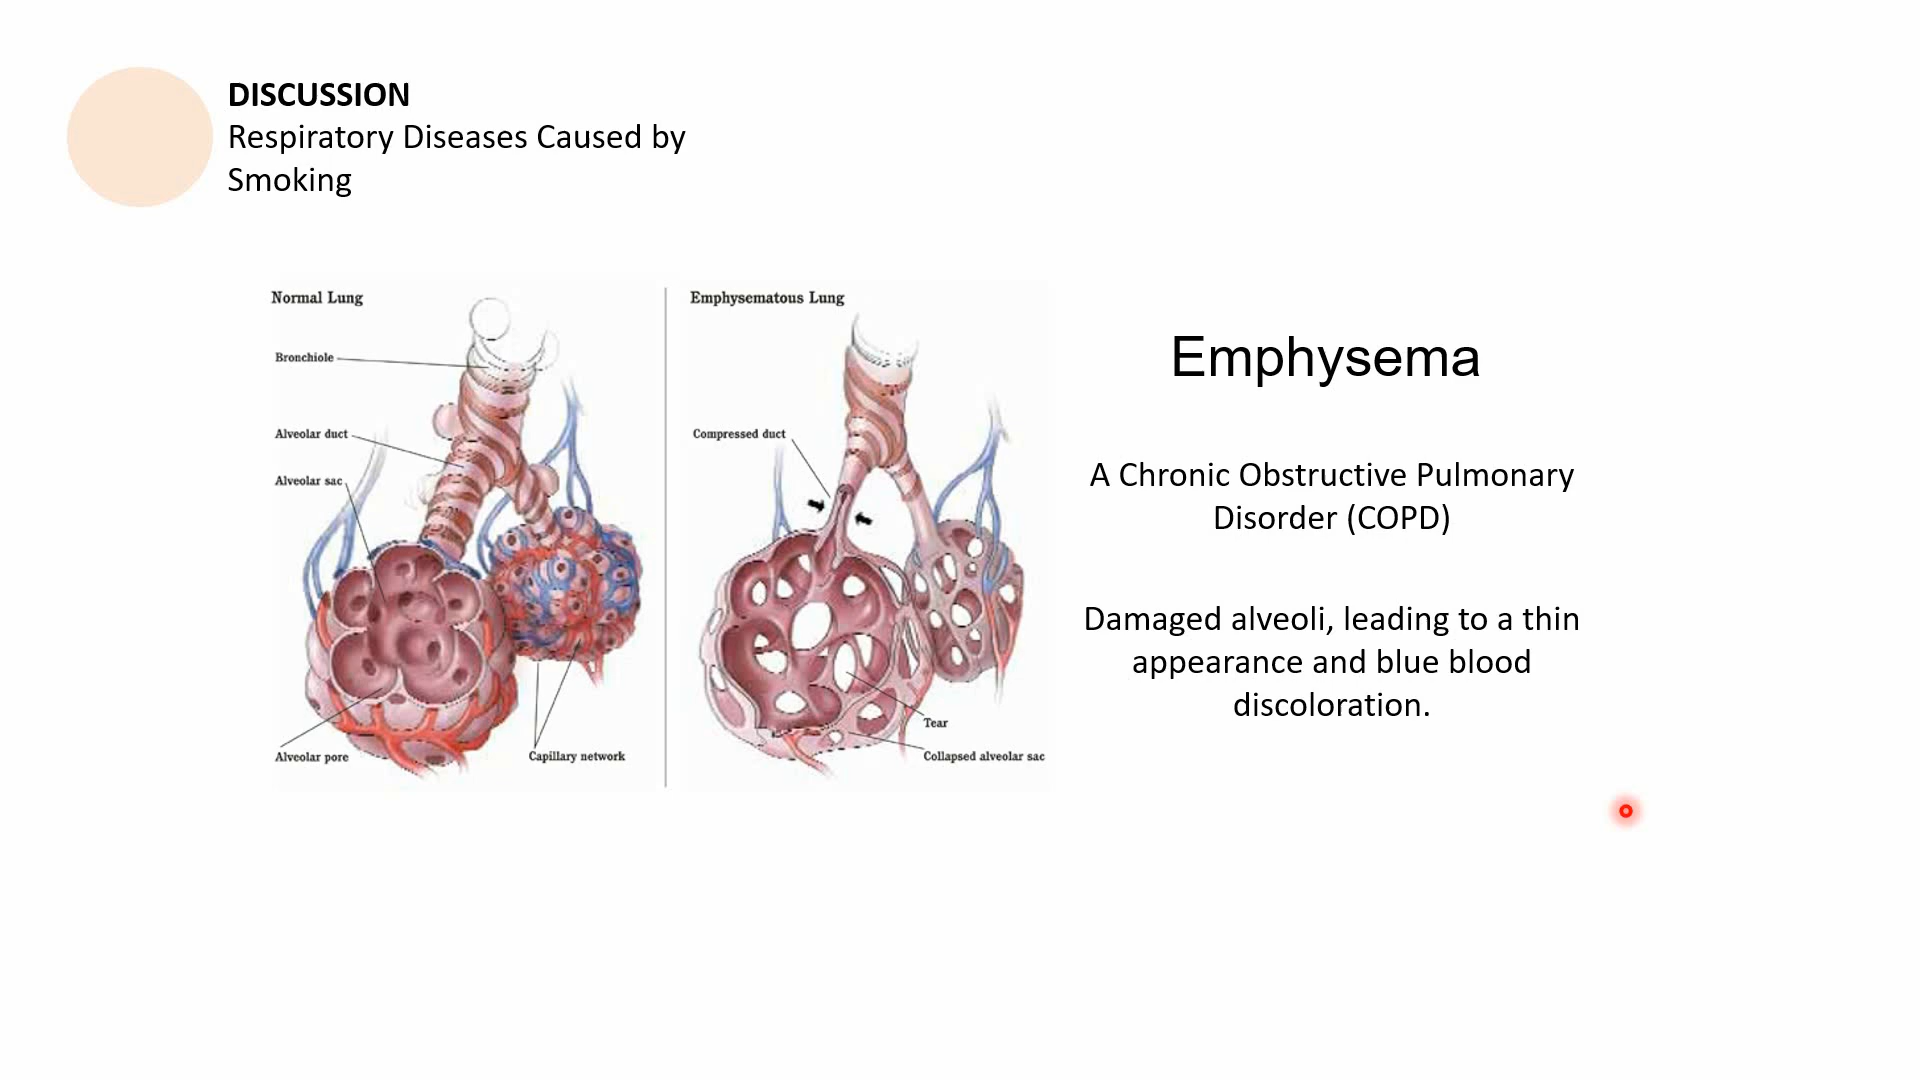 DISCUSSION
Respiratory Diseases Caused by
Smoking
Normal Lung
Bronchiole
Alveolar duct
Alveolar sac
Alveolar pore
Capillary network
Emphysematous Lung
Compressed duct
Tear
Collapsed alveolar sac
Emphysema
A Chronic Obstructive Pulmonary
Disorder (COPD)
Damaged alveoli, leading to a thin
appearance and blue blood
discoloration.